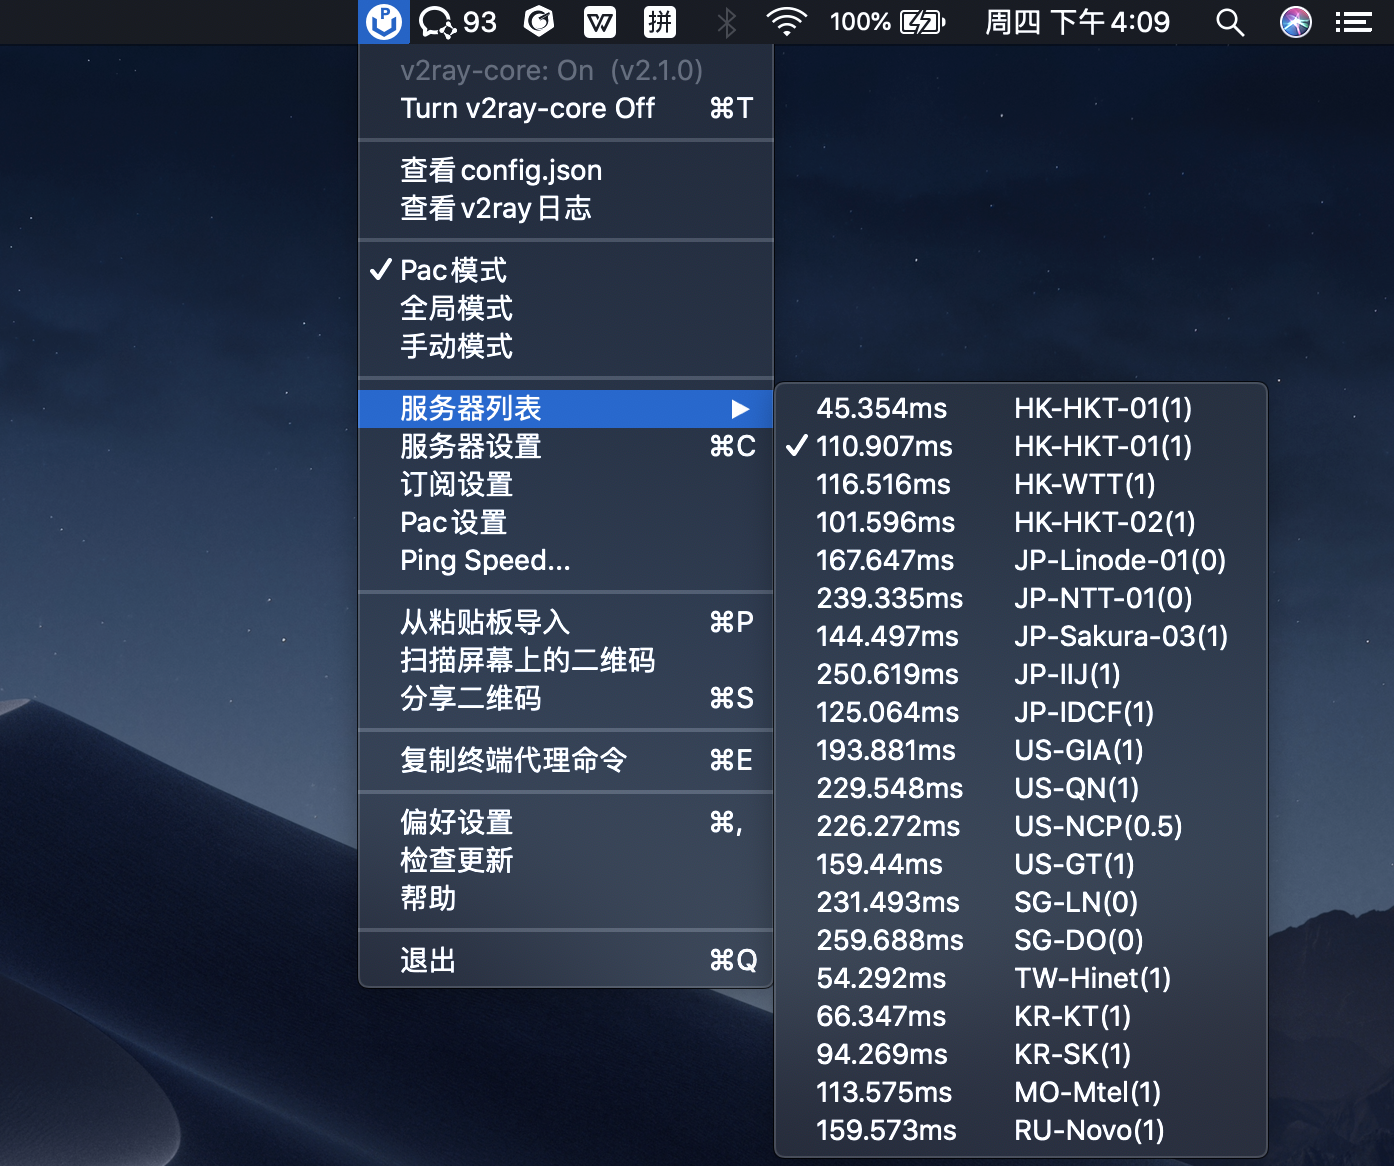 93 拼 100% 周四 下午4:09
v2ray-core: On (v2.1.0)
Turn v2ray-core Off ⌘T
查看config.json
查看v2ray日志
✓ Pac模式
全局模式
手动模式
服务器列表 ▶
服务器设置 ⌘C
订阅设置
Pac设置
Ping Speed...
从粘贴板导入 ⌘P
扫描屏幕上的二维码
分享二维码 ⌘S
复制终端代理命令 ⌘E
偏好设置 ⌘,
检查更新
帮助
退出 ⌘Q
45.354ms HK-HKT-01(1)
✓ 110.907ms HK-HKT-01(1)
116.516ms HK-WTT(1)
101.596ms HK-HKT-02(1)
167.647ms JP-Linode-01(0)
239.335ms JP-NTT-01(0)
144.497ms JP-Sakura-03(1)
250.619ms JP-IIJ(1)
125.064ms JP-IDCF(1)
193.881ms US-GIA(1)
229.548ms US-QN(1)
226.272ms US-NCP(0.5)
159.44ms US-GT(1)
231.493ms SG-LN(0)
259.688ms SG-DO(0)
54.292ms TW-Hinet(1)
66.347ms KR-KT(1)
94.269ms KR-SK(1)
113.575ms MO-Mtel(1)
159.573ms RU-Novo(1)